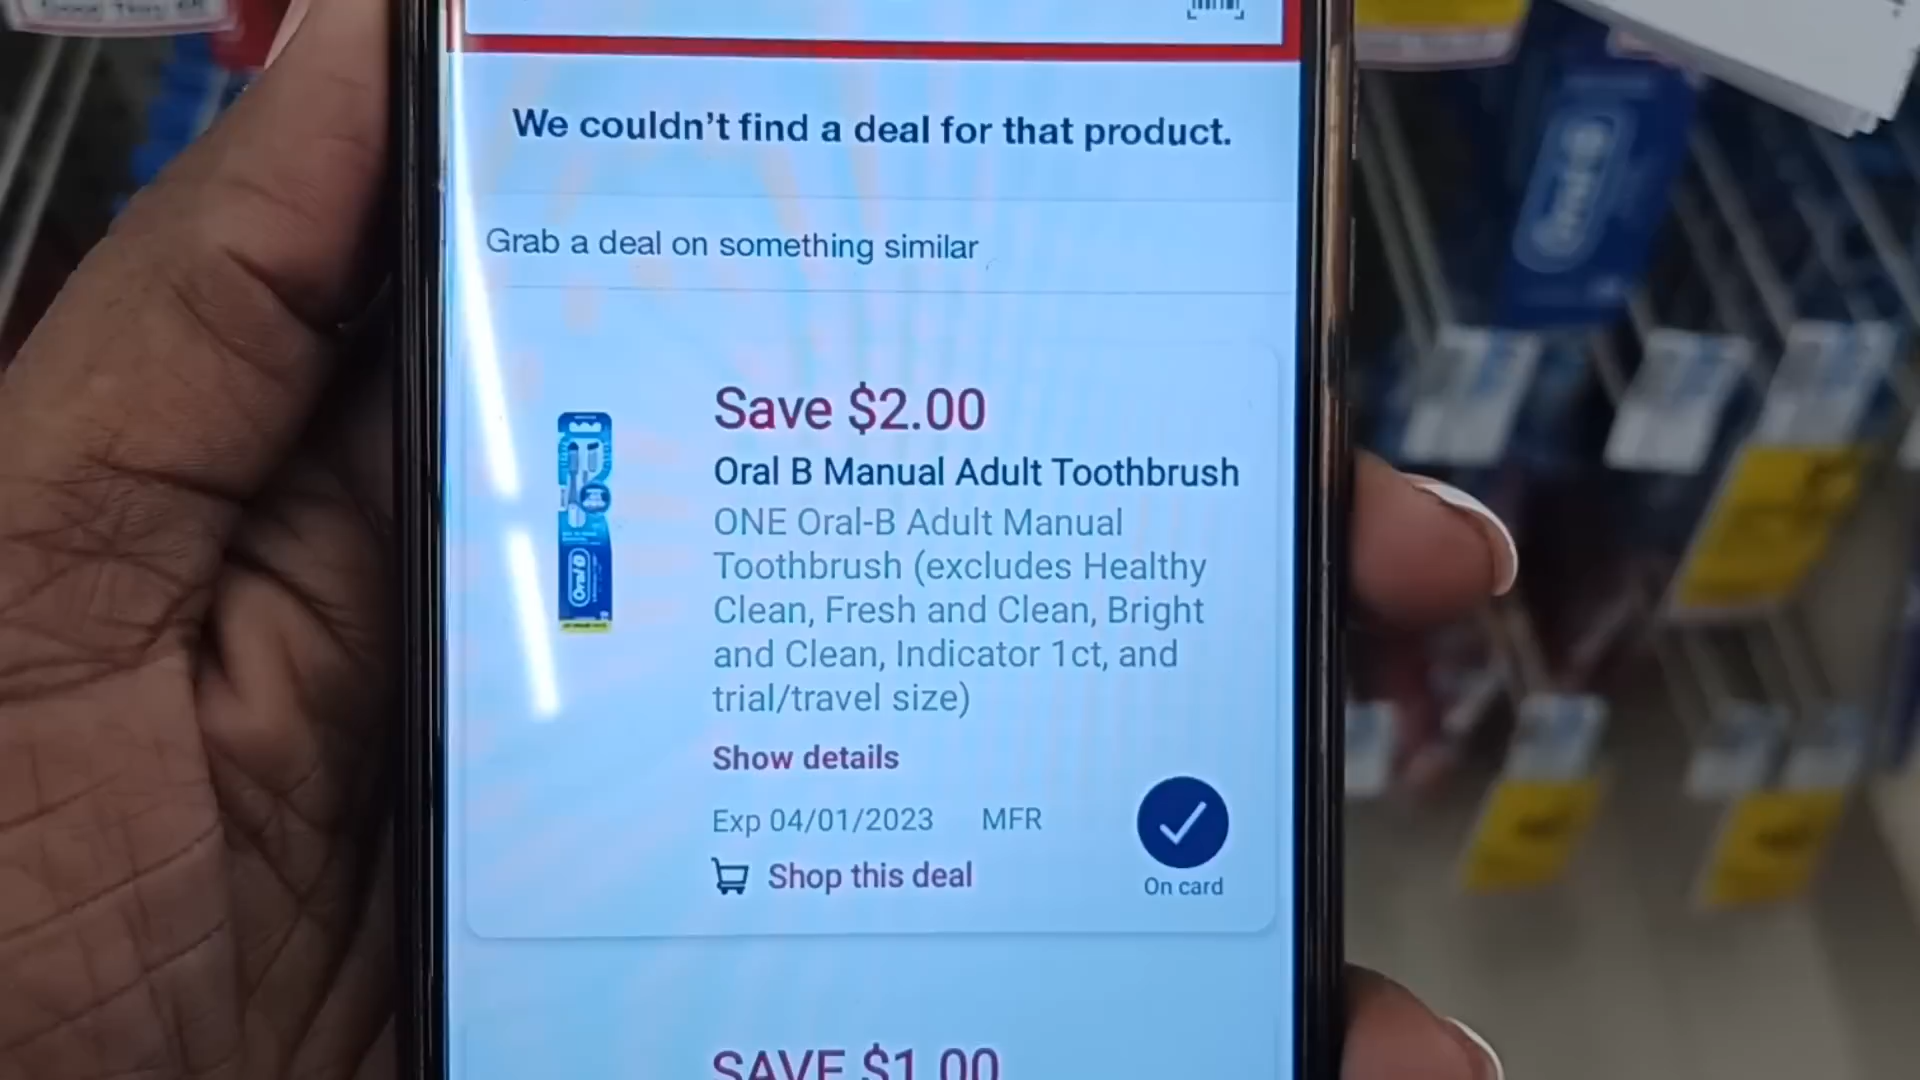 We couldn't find a deal for that product.
Grab a deal on something similar
Save $2.00
Oral B Manual Adult Toothbrush
ONE Oral-B Adult Manual
Toothbrush (excludes Healthy
Clean, Fresh and Clean, Bright
and Clean, Indicator 1ct, and
trial/travel size)
Show details
Exp 04/01/2023 MFR
Shop this deal
On card
SAVE $1.00
Oral B
Oral B